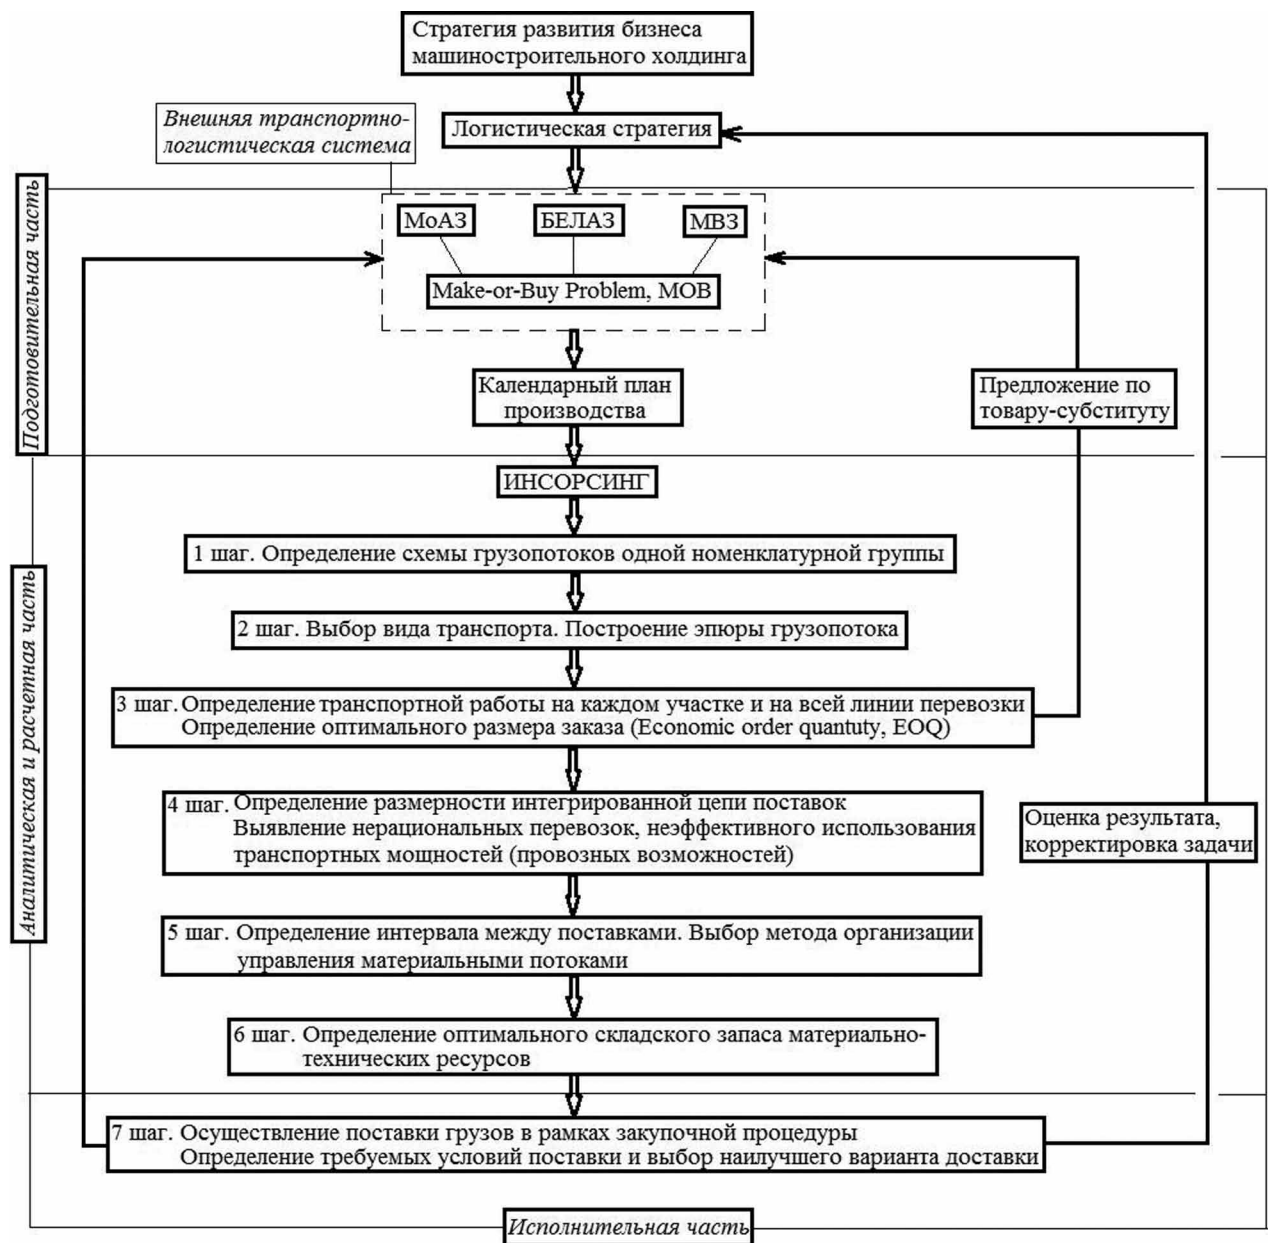 Стратегия развития бизнеса
машиностроительного холдинга
Внешняя транспортно-
логистическая система
Логистическая стратегия
Подготовительная часть
МоАЗ
БЕЛАЗ
МВЗ
Make-or-Buy Problem, MOB
Календарный план
производства
Предложение по
товару-субституту
ИНСОРСИНГ
Аналитическая и расчетная часть
1 шаг. Определение схемы грузопотоков одной номенклатурной группы
2 шаг. Выбор вида транспорта. Построение эпюры грузопотока
3 шаг. Определение транспортной работы на каждом участке и на всей линии перевозки
Определение оптимального размера заказа (Economic order quantuty, EOQ)
4 шаг. Определение размерности интегрированной цепи поставок
Выявление нерациональных перевозок, неэффективного использования
транспортных мощностей (провозных возможностей)
Оценка результата,
корректировка задачи
5 шаг. Определение интервала между поставками. Выбор метода организации
управления материальными потоками
6 шаг. Определение оптимального складского запаса материально-
технических ресурсов
7 шаг. Осуществление поставки грузов в рамках закупочной процедуры
Определение требуемых условий поставки и выбор наилучшего варианта доставки
Исполнительная часть